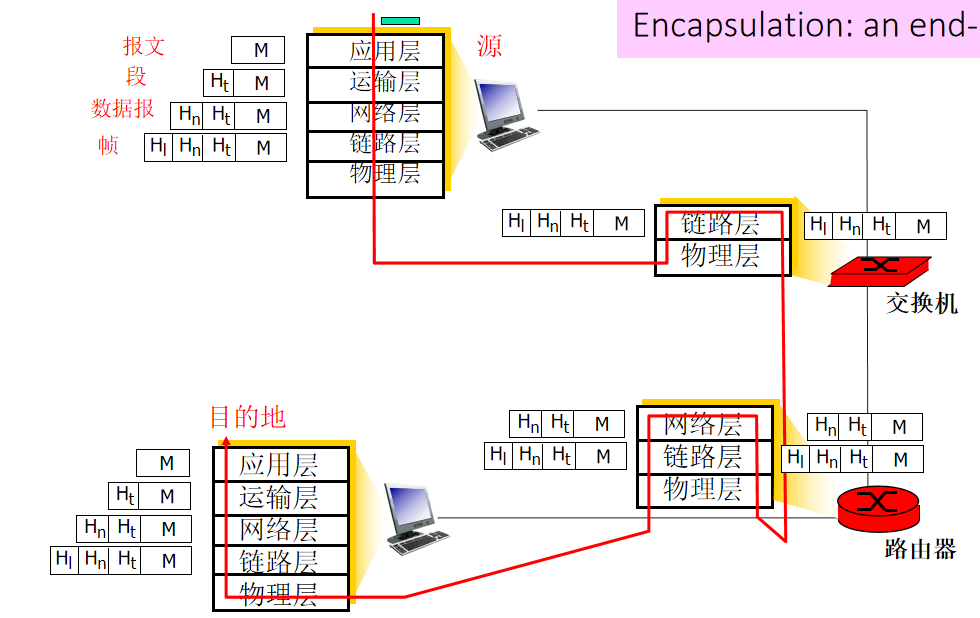 Encapsulation: an end-
报文 M 应用层 源
段 Ht M 运输层
数据报 Hn Ht M 网络层
帧 Hl Hn Ht M 链路层
物理层
Hl Hn Ht M 链路层 Hl Hn Ht M
物理层
交换机
Hn Ht M 网络层 Hn Ht M
Hl Hn Ht M 链路层 Hl Hn Ht M
物理层
路由器
目的地
M 应用层
Ht M 运输层
Hn Ht M 网络层
Hl Hn Ht M 链路层
物理层